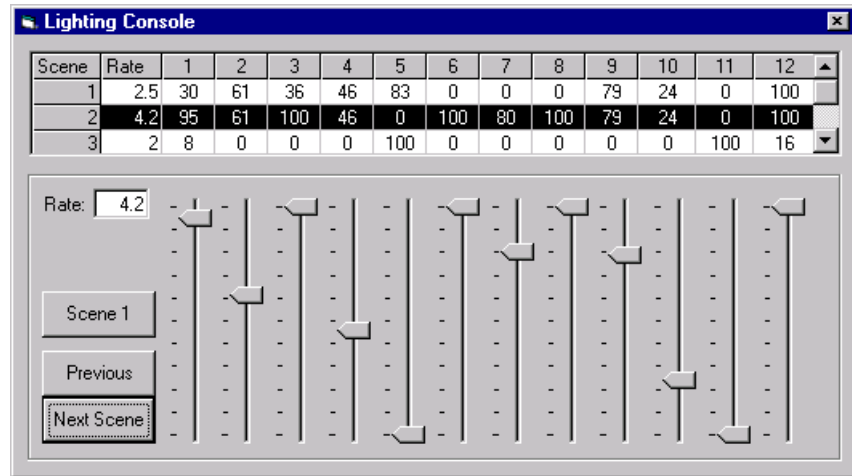 Lighting Console
Scene Rate 1 2 3 4 5 6 7 8 9 10 11 12
1 2.5 30 61 36 46 83 0 0 0 79 24 0 100
2 4.2 95 61 100 46 0 100 80 100 79 24 0 100
3 2 8 0 0 0 100 0 0 0 0 0 100 16
Rate: 4.2
Scene 1
Previous
Next Scene